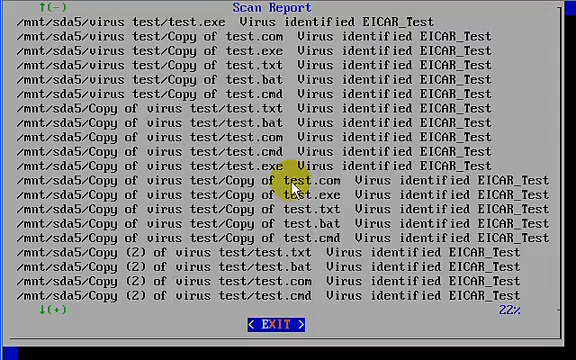 ↑(-) Scan Report
/mnt/sda5/virus test/test.exe Virus identified EICAR_Test
/mnt/sda5/virus test/Copy of test.com Virus identified EICAR_Test
/mnt/sda5/virus test/Copy of test.exe Virus identified EICAR_Test
/mnt/sda5/virus test/Copy of test.txt Virus identified EICAR_Test
/mnt/sda5/virus test/Copy of test.bat Virus identified EICAR_Test
/mnt/sda5/virus test/Copy of test.cmd Virus identified EICAR_Test
/mnt/sda5/Copy of virus test/test.txt Virus identified EICAR_Test
/mnt/sda5/Copy of virus test/test.bat Virus identified EICAR_Test
/mnt/sda5/Copy of virus test/test.com Virus identified EICAR_Test
/mnt/sda5/Copy of virus test/test.cmd Virus identified EICAR_Test
/mnt/sda5/Copy of virus test/test.exe Virus identified EICAR_Test
/mnt/sda5/Copy of virus test/Copy of test.com Virus identified EICAR_Test
/mnt/sda5/Copy of virus test/Copy of test.exe Virus identified EICAR_Test
/mnt/sda5/Copy of virus test/Copy of test.txt Virus identified EICAR_Test
/mnt/sda5/Copy of virus test/Copy of test.bat Virus identified EICAR_Test
/mnt/sda5/Copy of virus test/Copy of test.cmd Virus identified EICAR_Test
/mnt/sda5/Copy (2) of virus test/test.txt Virus identified EICAR_Test
/mnt/sda5/Copy (2) of virus test/test.bat Virus identified EICAR_Test
/mnt/sda5/Copy (2) of virus test/test.com Virus identified EICAR_Test
/mnt/sda5/Copy (2) of virus test/test.cmd Virus identified EICAR_Test
↓(+) 22%
< EXIT >